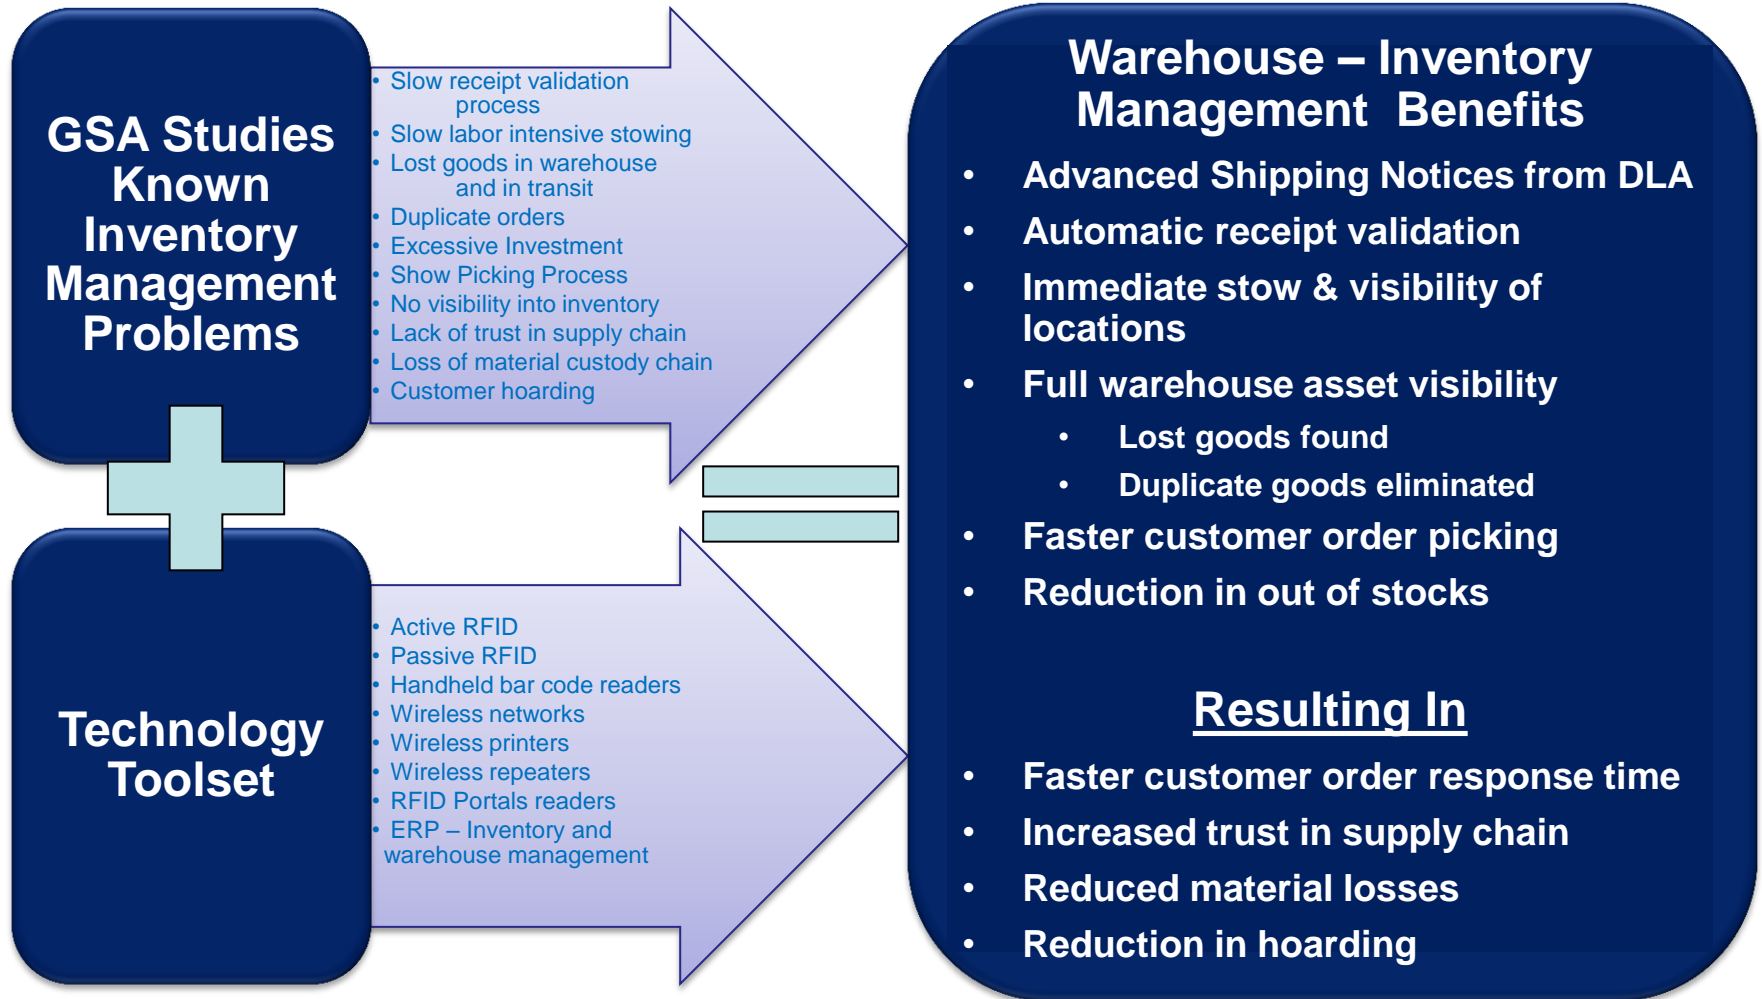 GSA Studies
Known
Inventory
Management
Problems
• Slow receipt validation
process
• Slow labor intensive stowing
• Lost goods in warehouse
and in transit
• Duplicate orders
• Excessive Investment
• Show Picking Process
• No visibility into inventory
• Lack of trust in supply chain
• Loss of material custody chain
• Customer hoarding
Technology
Toolset
• Active RFID
• Passive RFID
• Handheld bar code readers
• Wireless networks
• Wireless printers
• Wireless repeaters
• RFID Portals readers
• ERP – Inventory and
warehouse management
Warehouse – Inventory
Management Benefits
• Advanced Shipping Notices from DLA
• Automatic receipt validation
• Immediate stow & visibility of
locations
• Full warehouse asset visibility
• Lost goods found
• Duplicate goods eliminated
• Faster customer order picking
• Reduction in out of stocks
Resulting In
• Faster customer order response time
• Increased trust in supply chain
• Reduced material losses
• Reduction in hoarding